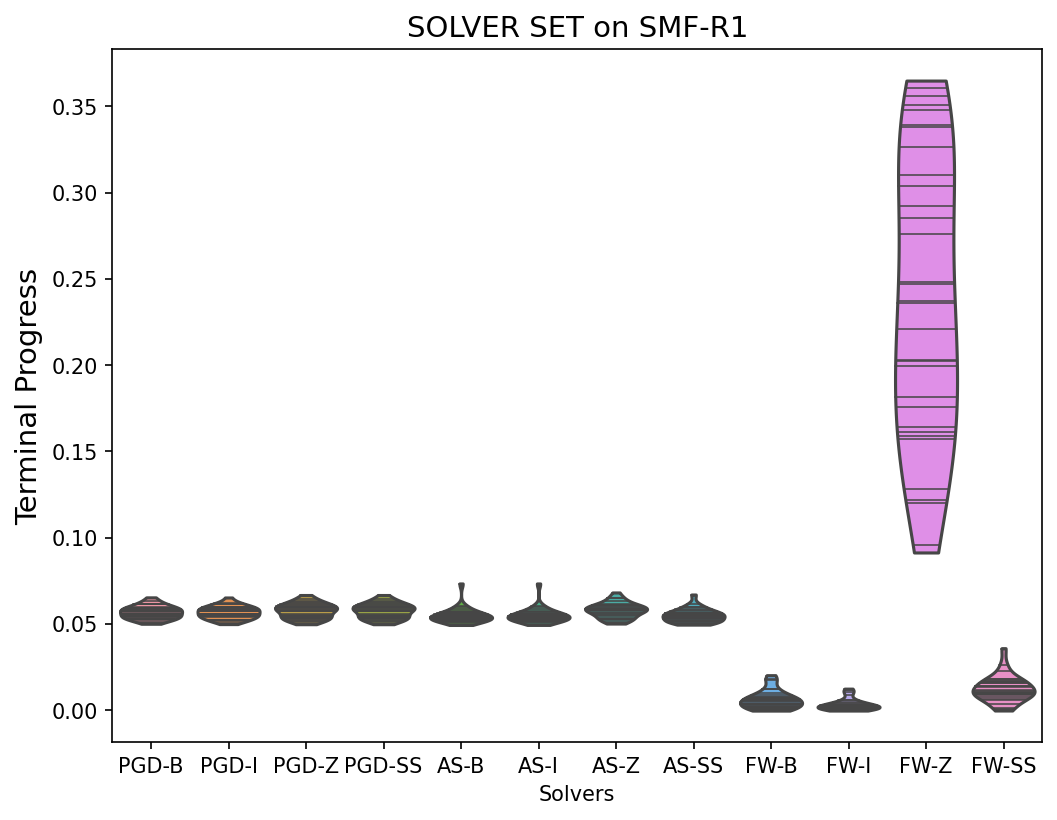 SOLVER SET on SMF-R1
Terminal Progress
0.35
0.30
0.25
0.20
0.15
0.10
0.05
0.00
PGD-B PGD-I PGD-Z PGD-SS AS-B AS-I AS-Z AS-SS FW-B FW-I FW-Z FW-SS
Solvers